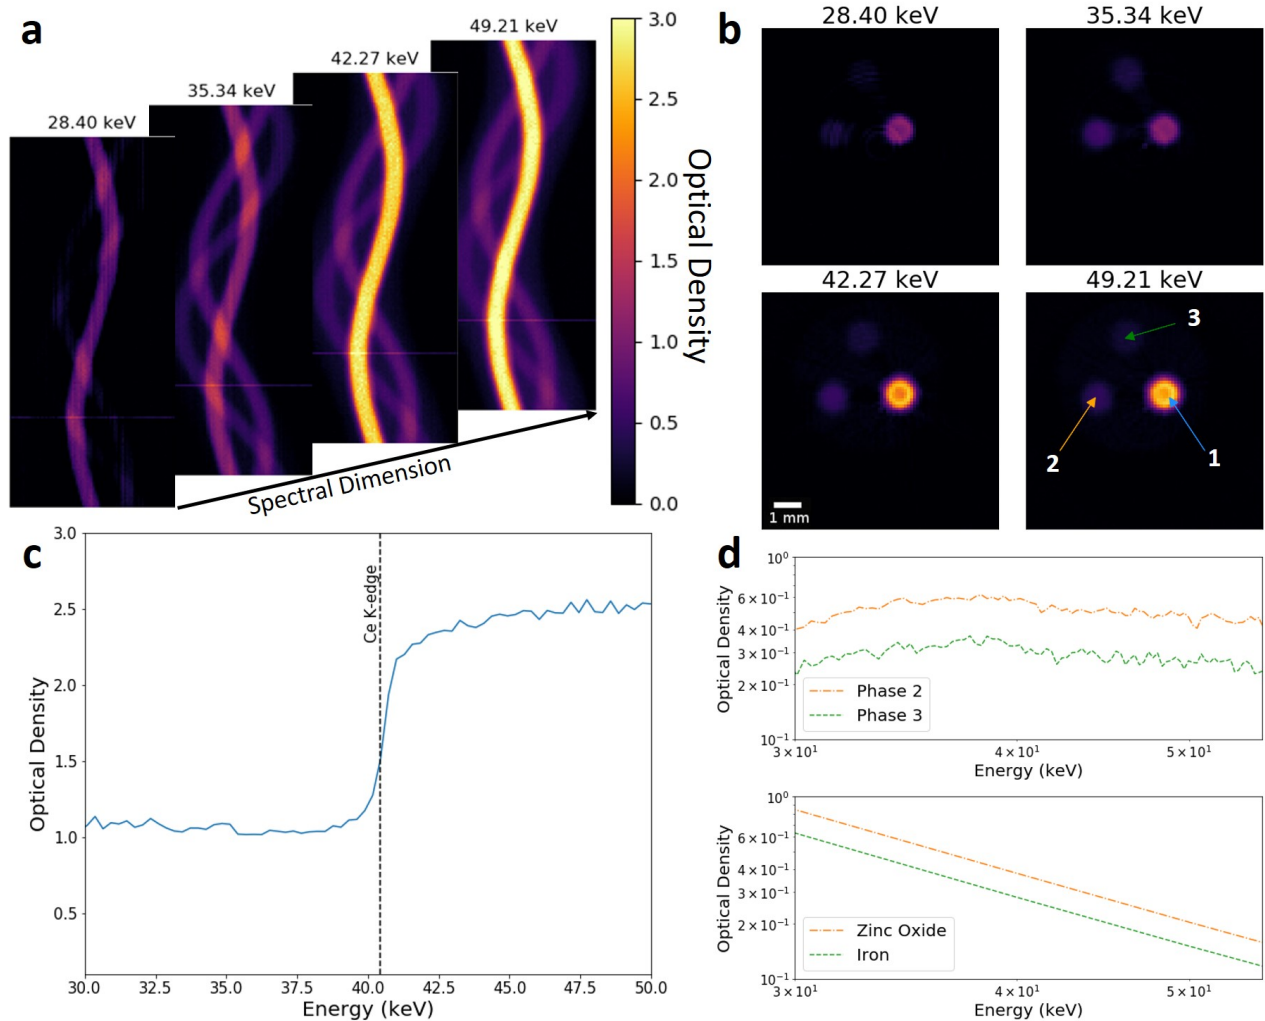 a
28.40 keV
35.34 keV
42.27 keV
49.21 keV
Spectral Dimension
3.0
2.5
2.0
1.5
1.0
0.5
0.0
Optical Density
b
28.40 keV
35.34 keV
42.27 keV
49.21 keV
1 mm
3
2
1
c
3.0
2.5
2.0
1.5
1.0
0.5
Optical Density
Ce K-edge
30.0 32.5 35.0 37.5 40.0 42.5 45.0 47.5 50.0
Energy (keV)
d
10⁰
6 × 10⁻¹
4 × 10⁻¹
3 × 10⁻¹
2 × 10⁻¹
10⁻¹
Optical Density
Phase 2
Phase 3
3 × 10¹ 4 × 10¹ 5 × 10¹
Energy (keV)
10⁰
6 × 10⁻¹
4 × 10⁻¹
3 × 10⁻¹
2 × 10⁻¹
10⁻¹
Optical Density
Zinc Oxide
Iron
3 × 10¹ 4 × 10¹ 5 × 10¹
Energy (keV)